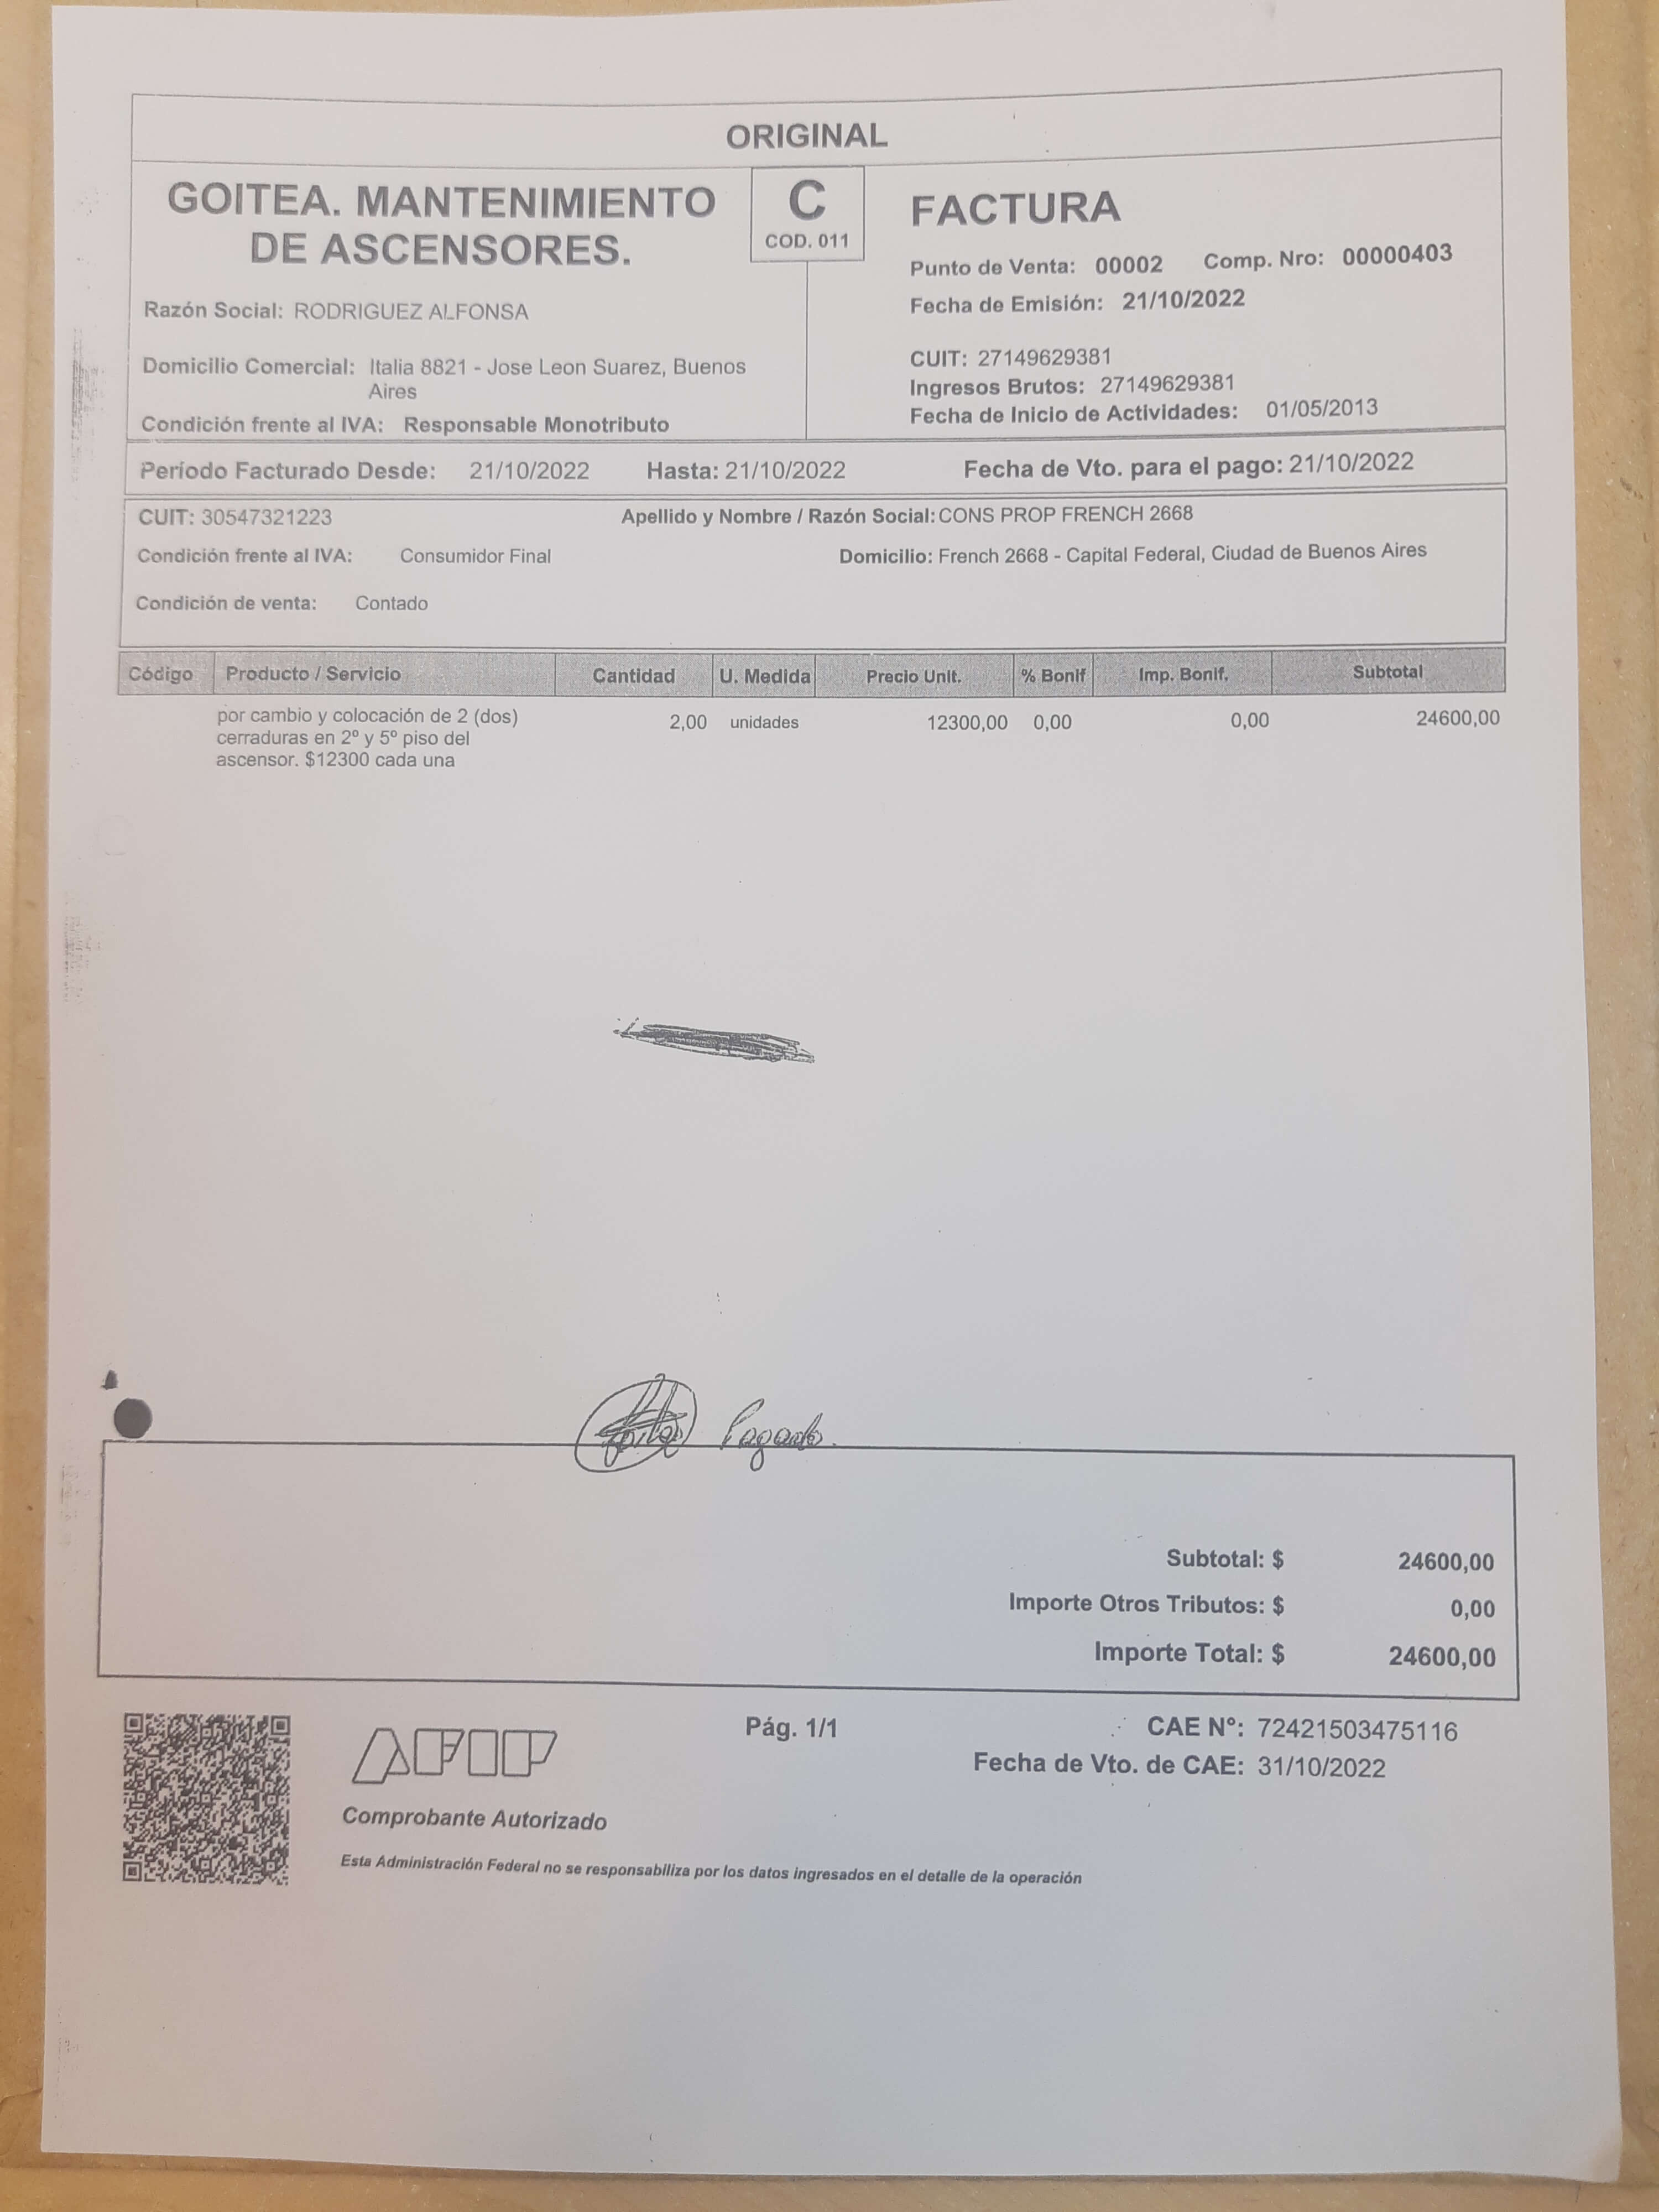 ORIGINAL
GOITEA. MANTENIMIENTO
DE ASCENSORES.
C
COD. 011
FACTURA
Punto de Venta: 00002 Comp. Nro: 00000403
Fecha de Emisión: 21/10/2022
Razón Social: RODRIGUEZ ALFONSA
Domicilio Comercial: Italia 8821 - Jose Leon Suarez, Buenos
Aires
Condición frente al IVA: Responsable Monotributo
CUIT: 27149629381
Ingresos Brutos: 27149629381
Fecha de Inicio de Actividades: 01/05/2013
Período Facturado Desde: 21/10/2022 Hasta: 21/10/2022 Fecha de Vto. para el pago: 21/10/2022
CUIT: 30547321223 Apellido y Nombre / Razón Social: CONS PROP FRENCH 2668
Condición frente al IVA: Consumidor Final Domicilio: French 2668 - Capital Federal, Ciudad de Buenos Aires
Condición de venta: Contado
Código Producto / Servicio Cantidad U. Medida Precio Unit. % Bonif Imp. Bonif. Subtotal
por cambio y colocación de 2 (dos) 2,00 unidades 12300,00 0,00 0,00 24600,00
cerraduras en 2º y 5º piso del
ascensor. $12300 cada una
Pagado.
Subtotal: $ 24600,00
Importe Otros Tributos: $ 0,00
Importe Total: $ 24600,00
AFIP
Pág. 1/1
CAE N°: 72421503475116
Fecha de Vto. de CAE: 31/10/2022
Comprobante Autorizado
Esta Administración Federal no se responsabiliza por los datos ingresados en el detalle de la operación